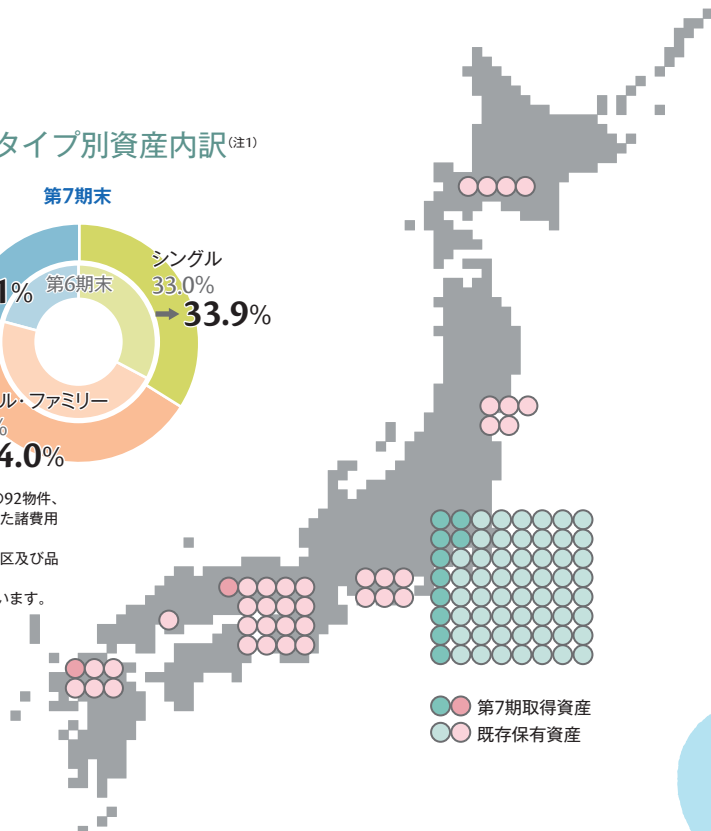 タイプ別資産内訳(注1)
第7期末
シングル
33.0%
➡33.9%
第6期末
1%
ル・ファミリー
%
4.0%
の92物件、
た諸費用
区及び品
います。
第7期取得資産
既存保有資産